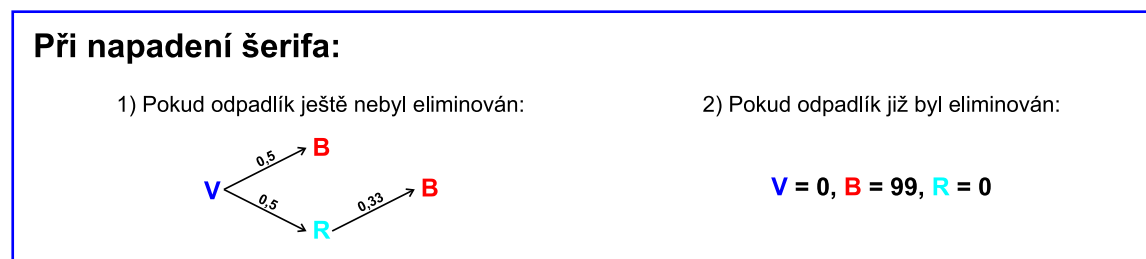 Při napadení šerifa:
1) Pokud odpadlík ještě nebyl eliminován:
2) Pokud odpadlík již byl eliminován:
0,5
B
V
0,5
R
0,33
B
V = 0, B = 99, R = 0